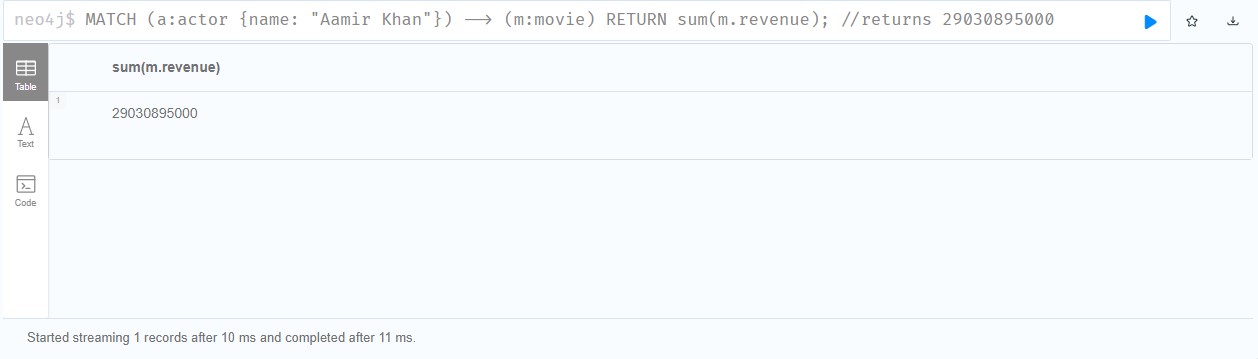 neo4j$ MATCH (a:actor {name: "Aamir Khan"}) ⟶ (m:movie) RETURN sum(m.revenue); //returns 29030895000
sum(m.revenue)
Table
1
29030895000
A
Text
>_
Code
Started streaming 1 records after 10 ms and completed after 11 ms.